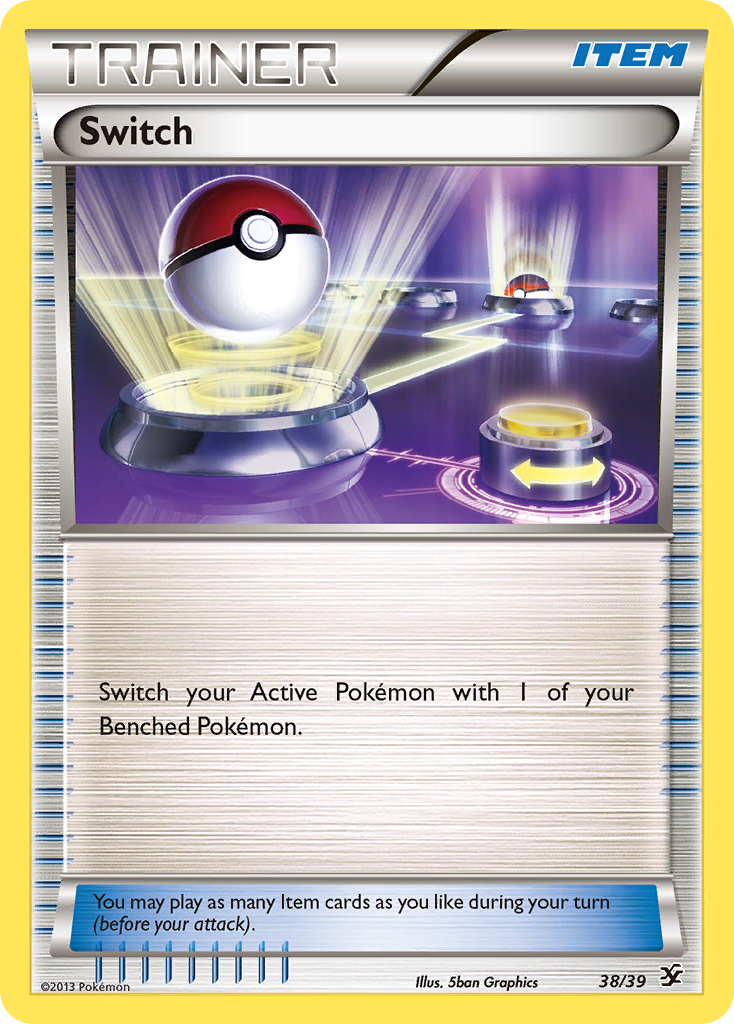 TRAINER
ITEM
Switch
Switch your Active Pokémon with 1 of your
Benched Pokémon.
You may play as many Item cards as you like during your turn
(before your attack).
©2013 Pokémon
Illus. 5ban Graphics
38/39